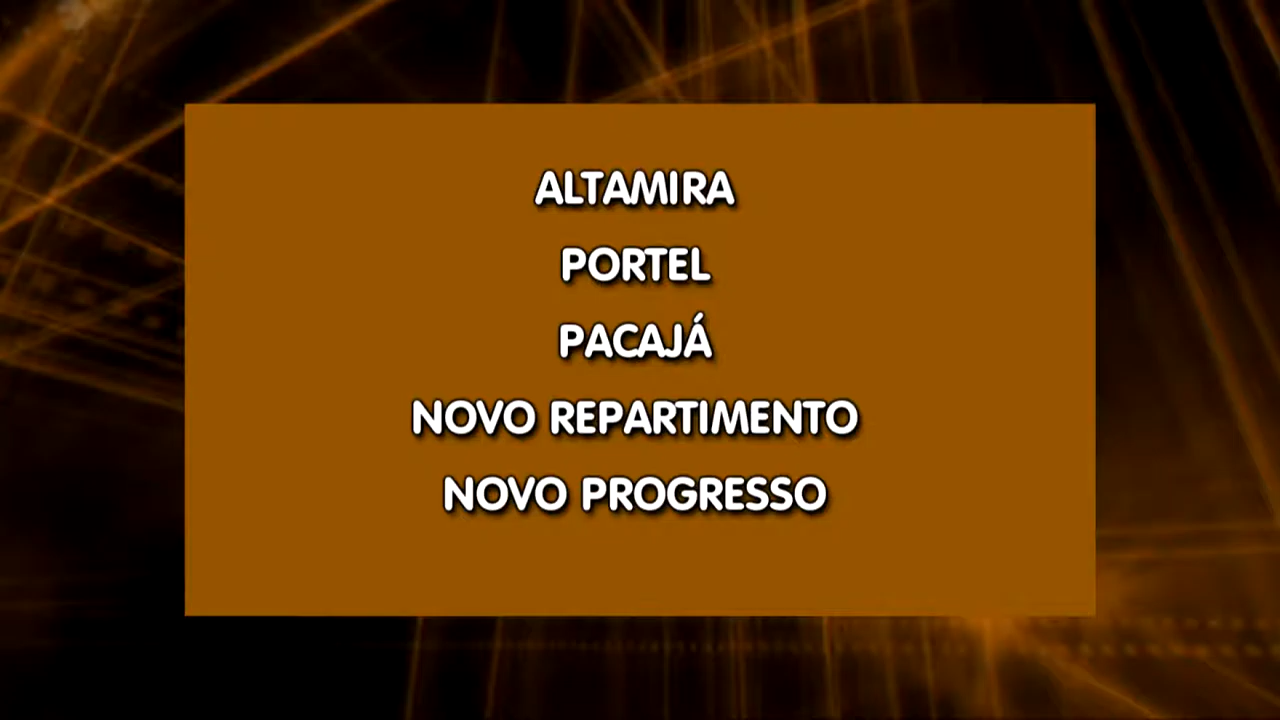 ALTAMIRA
PORTEL
PACAJÁ
NOVO REPARTIMENTO
NOVO PROGRESSO